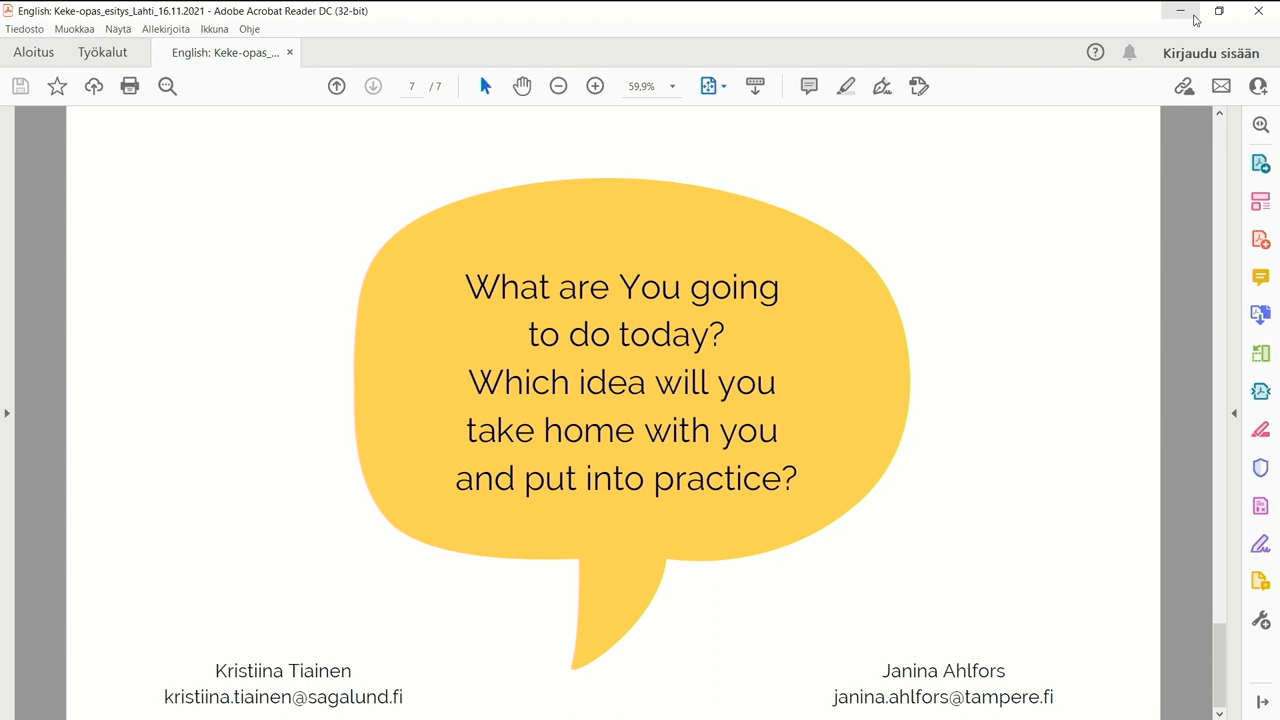 English: Keke-opas_esitys_Lahti_16.11.2021 - Adobe Acrobat Reader DC (32-bit)
Tiedosto Muokkaa Näytä Allekirjoita Ikkuna Ohje
Aloitus Työkalut English: Keke-opas_... × Kirjaudu sisään
7 / 7 59,9%
What are You going
to do today?
Which idea will you
take home with you
and put into practice?
Kristiina Tiainen
kristiina.tiainen@sagalund.fi
Janina Ahlfors
janina.ahlfors@tampere.fi